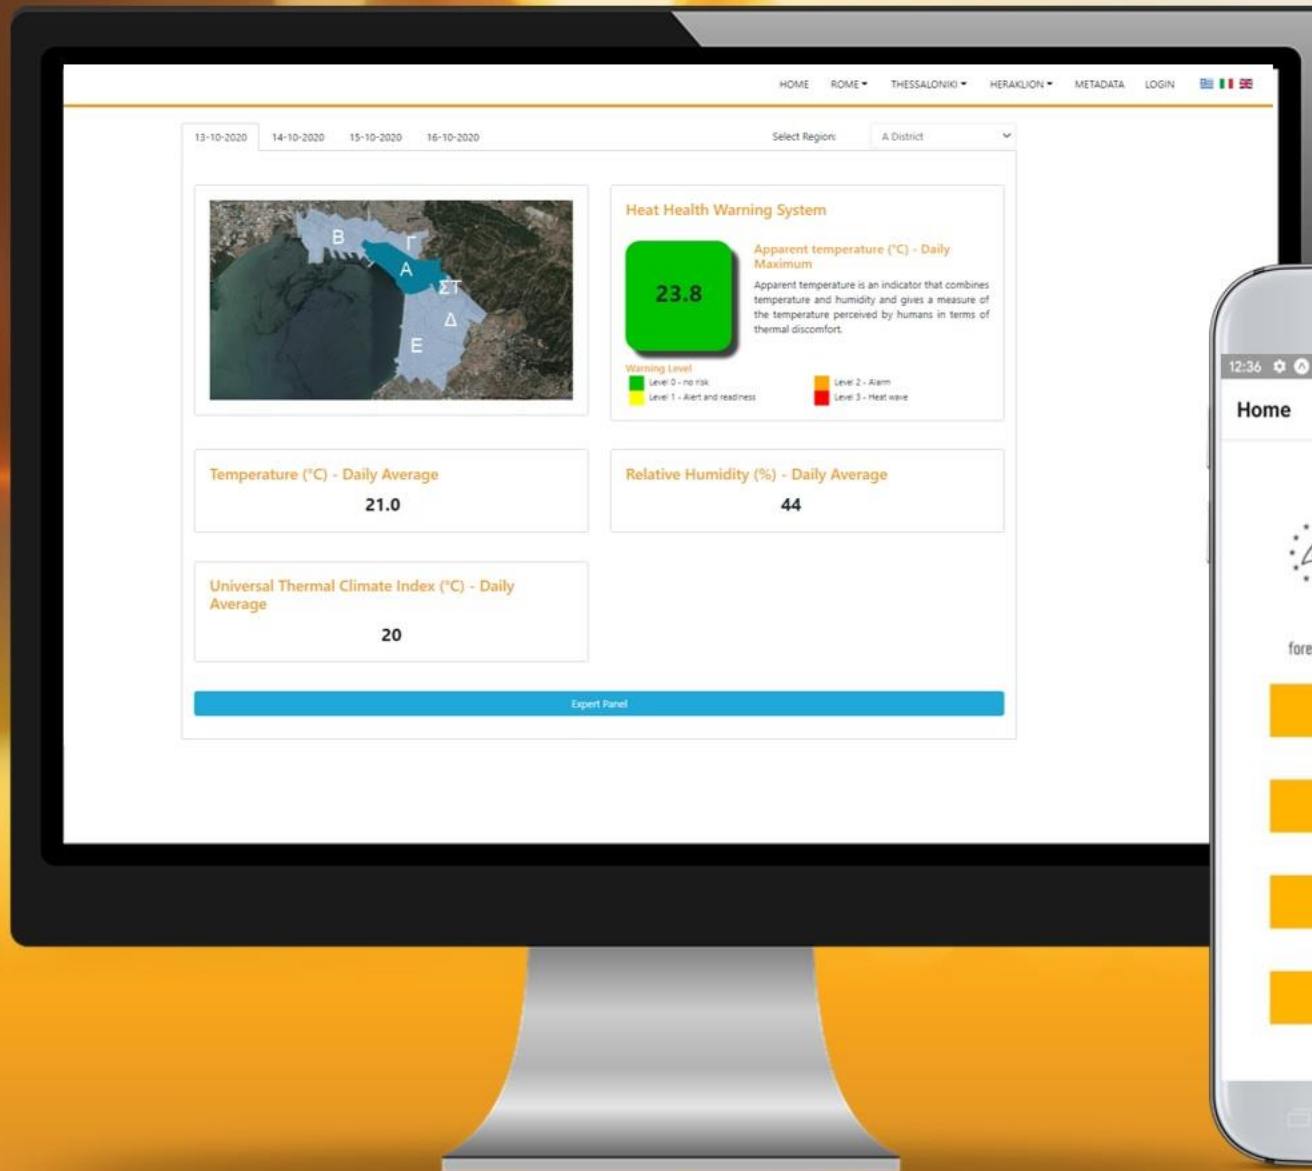 HOME ROME THESSALONIKI HERAKLION METADATA LOGIN
13-10-2020 14-10-2020 15-10-2020 16-10-2020 Select Region: A District
Β
Γ
Α
ΣΤ
Δ
Ε
Heat Health Warning System
23.8
Apparent temperature (°C) - Daily
Maximum
Apparent temperature is an indicator that combines
temperature and humidity and gives a measure of
the temperature perceived by humans in terms of
thermal discomfort.
Warning Level
Level 0 - no risk
Level 2 - Alarm
Level 1 - Alert and readiness
Level 3 - Heat wave
Temperature (°C) - Daily Average
21.0
Relative Humidity (%) - Daily Average
44
Universal Thermal Climate Index (°C) - Daily
Average
20
Expert Panel
12:36
Home
fore